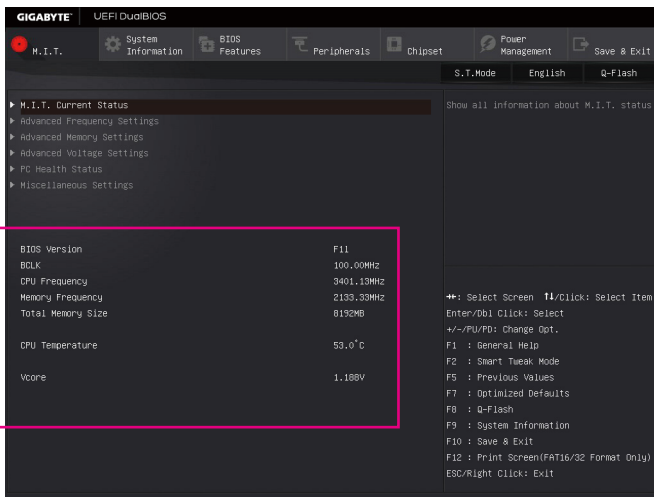 GIGABYTE™ UEFI DualBIOS
M.I.T. System Information BIOS Features Peripherals Chipset Power Management Save & Exit
S.T.Mode English Q-Flash
M.I.T. Current Status
Advanced Frequency Settings
Advanced Memory Settings
Advanced Voltage Settings
PC Health Status
Miscellaneous Settings
Show all information about M.I.T. status
BIOS Version F11
BCLK 100.00MHz
CPU Frequency 3401.13MHz
Memory Frequency 2133.33MHz
Total Memory Size 8192MB
CPU Temperature 53.0°C
Vcore 1.188V
→←: Select Screen ↑↓/Click: Select Item
Enter/Dbl Click: Select
+/-/PU/PD: Change Opt.
F1 : General Help
F2 : Smart Tweak Mode
F5 : Previous Values
F7 : Optimized Defaults
F8 : Q-Flash
F9 : System Information
F10 : Save & Exit
F12 : Print Screen(FAT16/32 Format Only)
ESC/Right Click: Exit